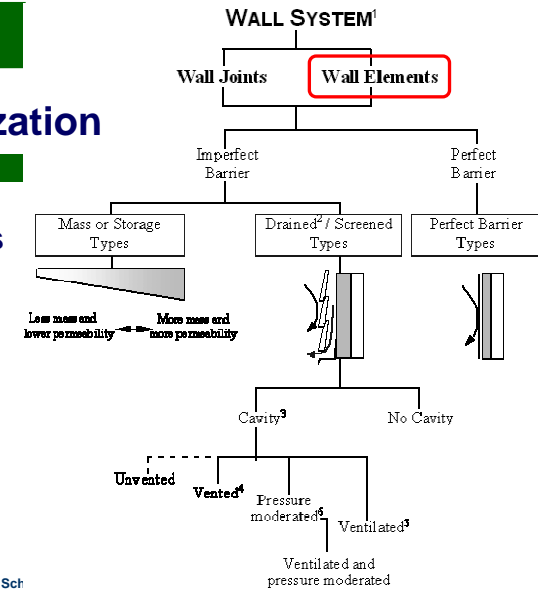 WALL SYSTEM¹
Wall Joints
Wall Elements
zation
Imperfect
Barrier
Perfect
Barrier
s
Mass or Storage
Types
Drained² / Screened
Types
Perfect Barrier
Types
Less mass and
lower permeability
More mass and
more permeability
Cavity³
No Cavity
Unvented
Vented⁴
Pressure
moderated⁶
Ventilated⁵
Ventilated and
pressure moderated
Sch